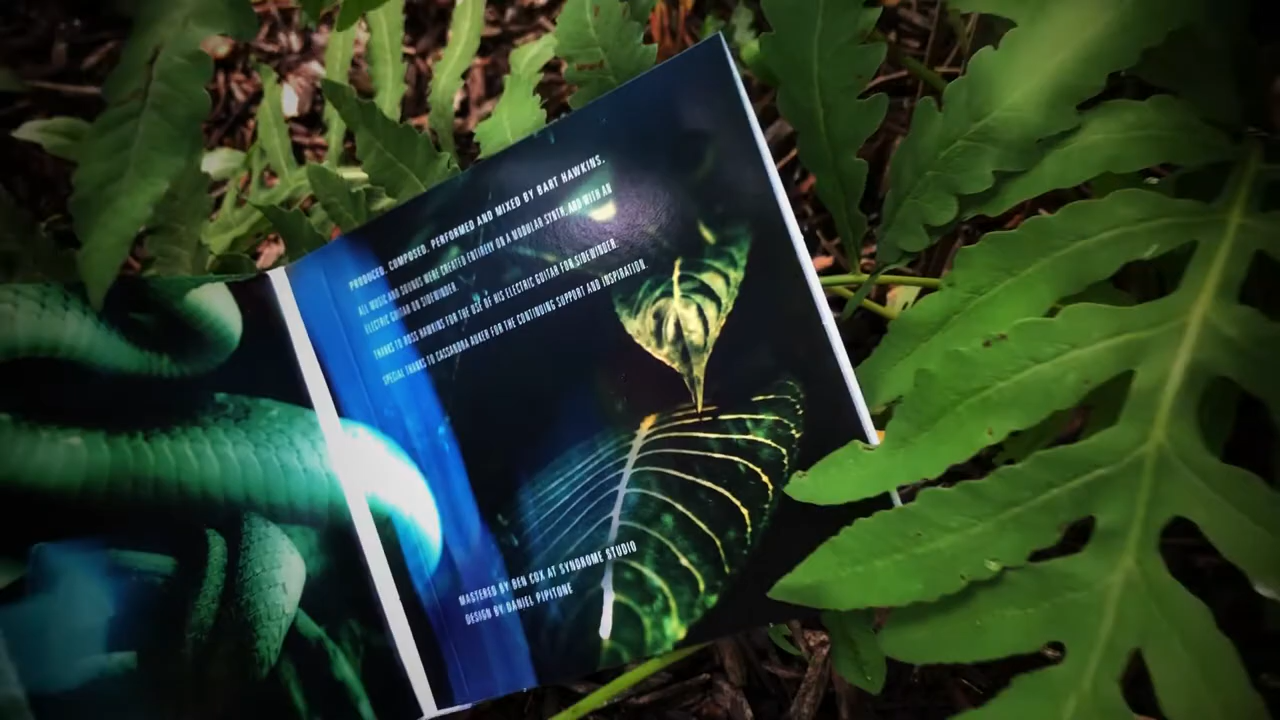 PRODUCED, COMPOSED, PERFORMED AND MIXED BY BART HAWKINS.
ALL MUSIC AND SOUNDS WERE CREATED ENTIRELY ON A MODULAR SYNTH, AND WITH AN
ELECTRIC GUITAR ON SIDEWINDER.
THANKS TO ROSS HAWKINS FOR THE USE OF HIS ELECTRIC GUITAR FOR SIDEWINDER.
SPECIAL THANKS TO CASSANDRA ADKER FOR THE CONTINUING SUPPORT AND INSPIRATION.
MASTERED BY BEN COX AT SYNDROME STUDIO
DESIGN BY DANIEL PIPITONE